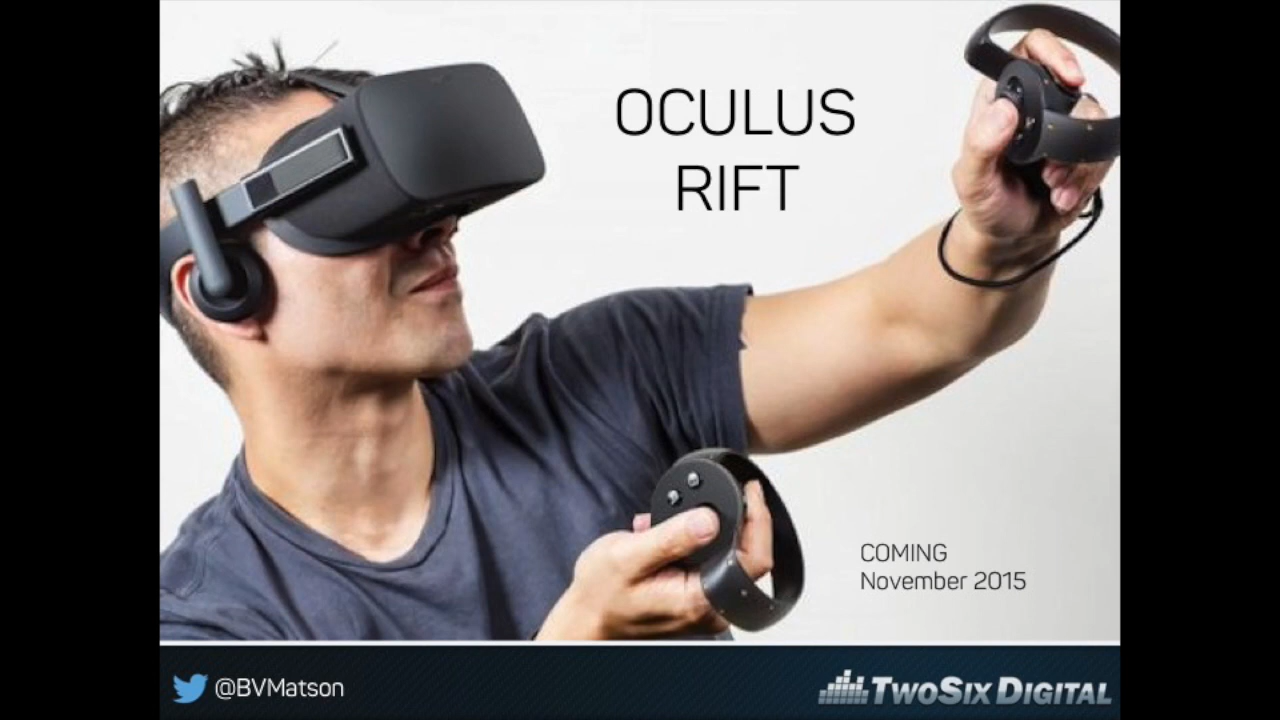 OCULUS
RIFT
COMING
November 2015
@BVMatson
TWOSIX DIGITAL